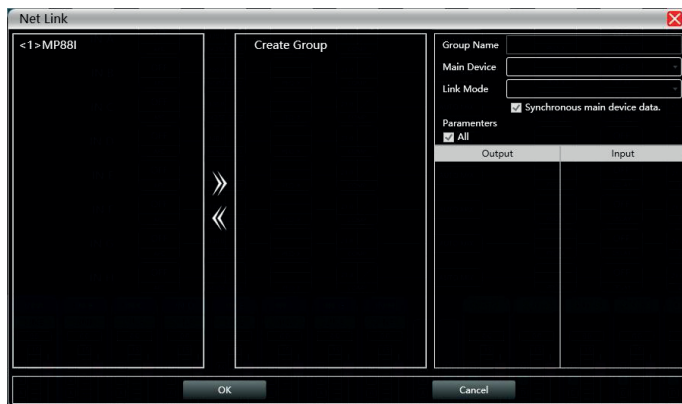 Net Link
<1>MP88I
Create Group
Group Name
Main Device
Link Mode
Synchronous main device data.
Paramenters
All
Output Input
OK Cancel